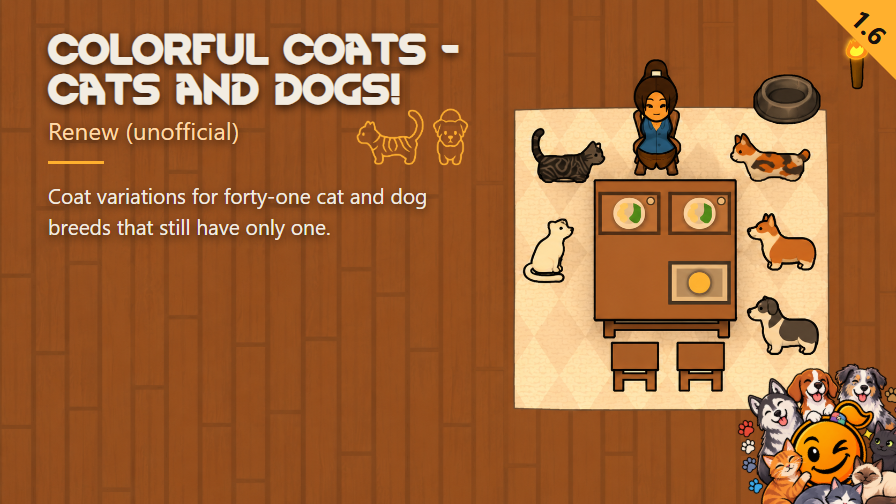 COLORFUL COATS -
CATS AND DOGS!
Renew (unofficial)
Coat variations for forty-one cat and dog
breeds that still have only one.
1.6